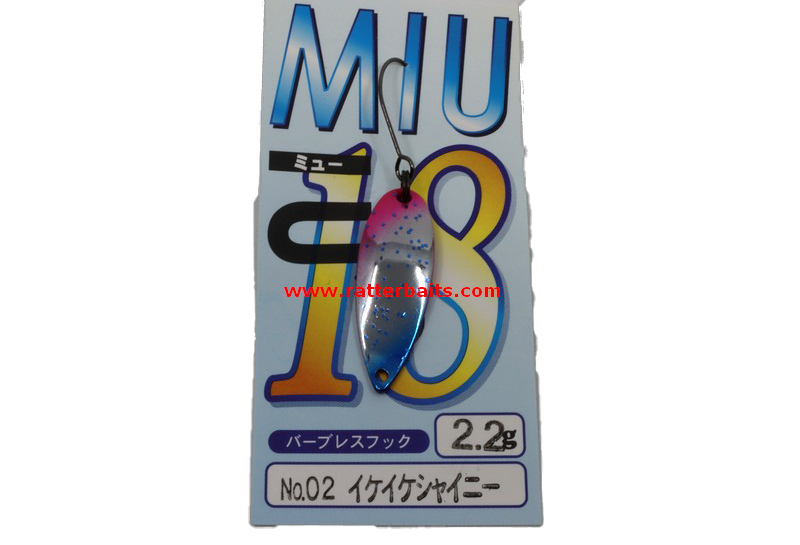 MIU
ミュー
18
www.ratterbaits.com
バーブレスフック
2.2g
No.02 イケイケシャイニー